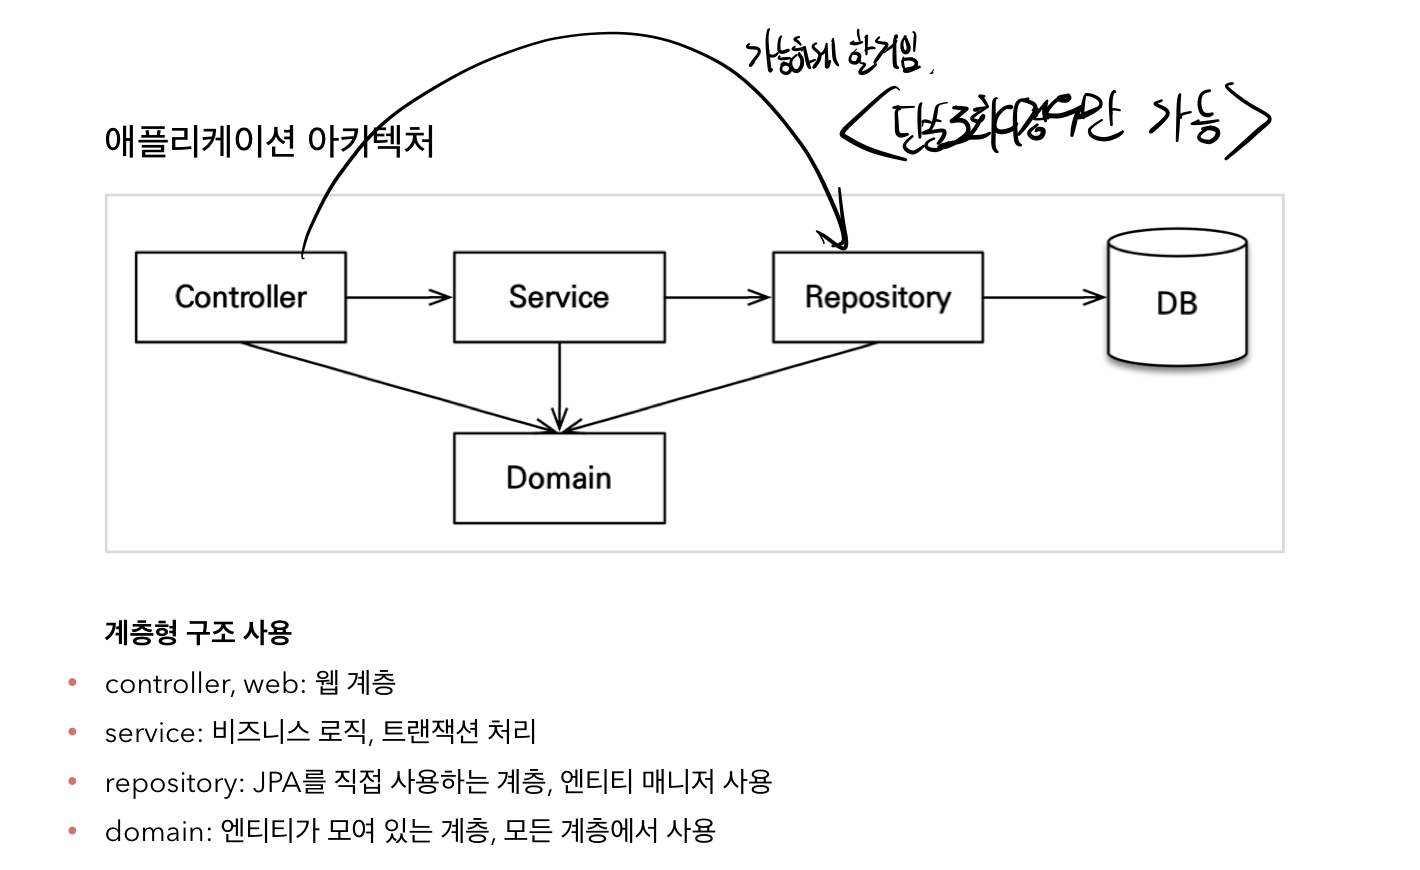 가능하게 할거임.
<단순조회의경우만 가능>
애플리케이션 아키텍처
Controller
Service
Repository
DB
Domain
계층형 구조 사용
• controller, web: 웹 계층
• service: 비즈니스 로직, 트랜잭션 처리
• repository: JPA를 직접 사용하는 계층, 엔티티 매니저 사용
• domain: 엔티티가 모여 있는 계층, 모든 계층에서 사용